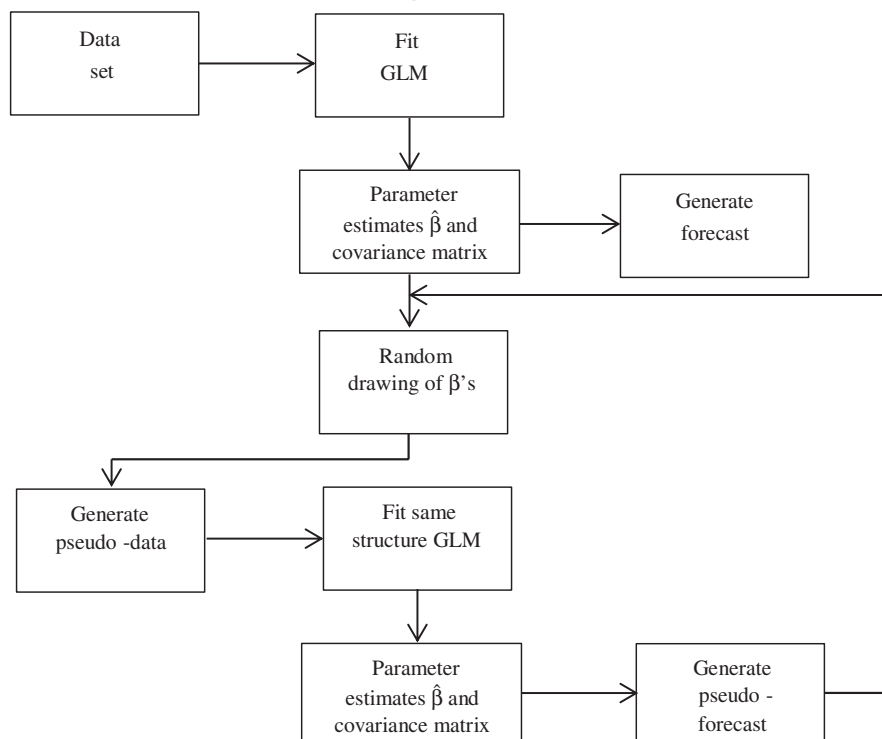 Data
set
Fit
GLM
Parameter
estimates β̂ and
covariance matrix
Generate
forecast
Random
drawing of β's
Generate
pseudo -data
Fit same
structure GLM
Parameter
estimates β̂ and
covariance matrix
Generate
pseudo -
forecast